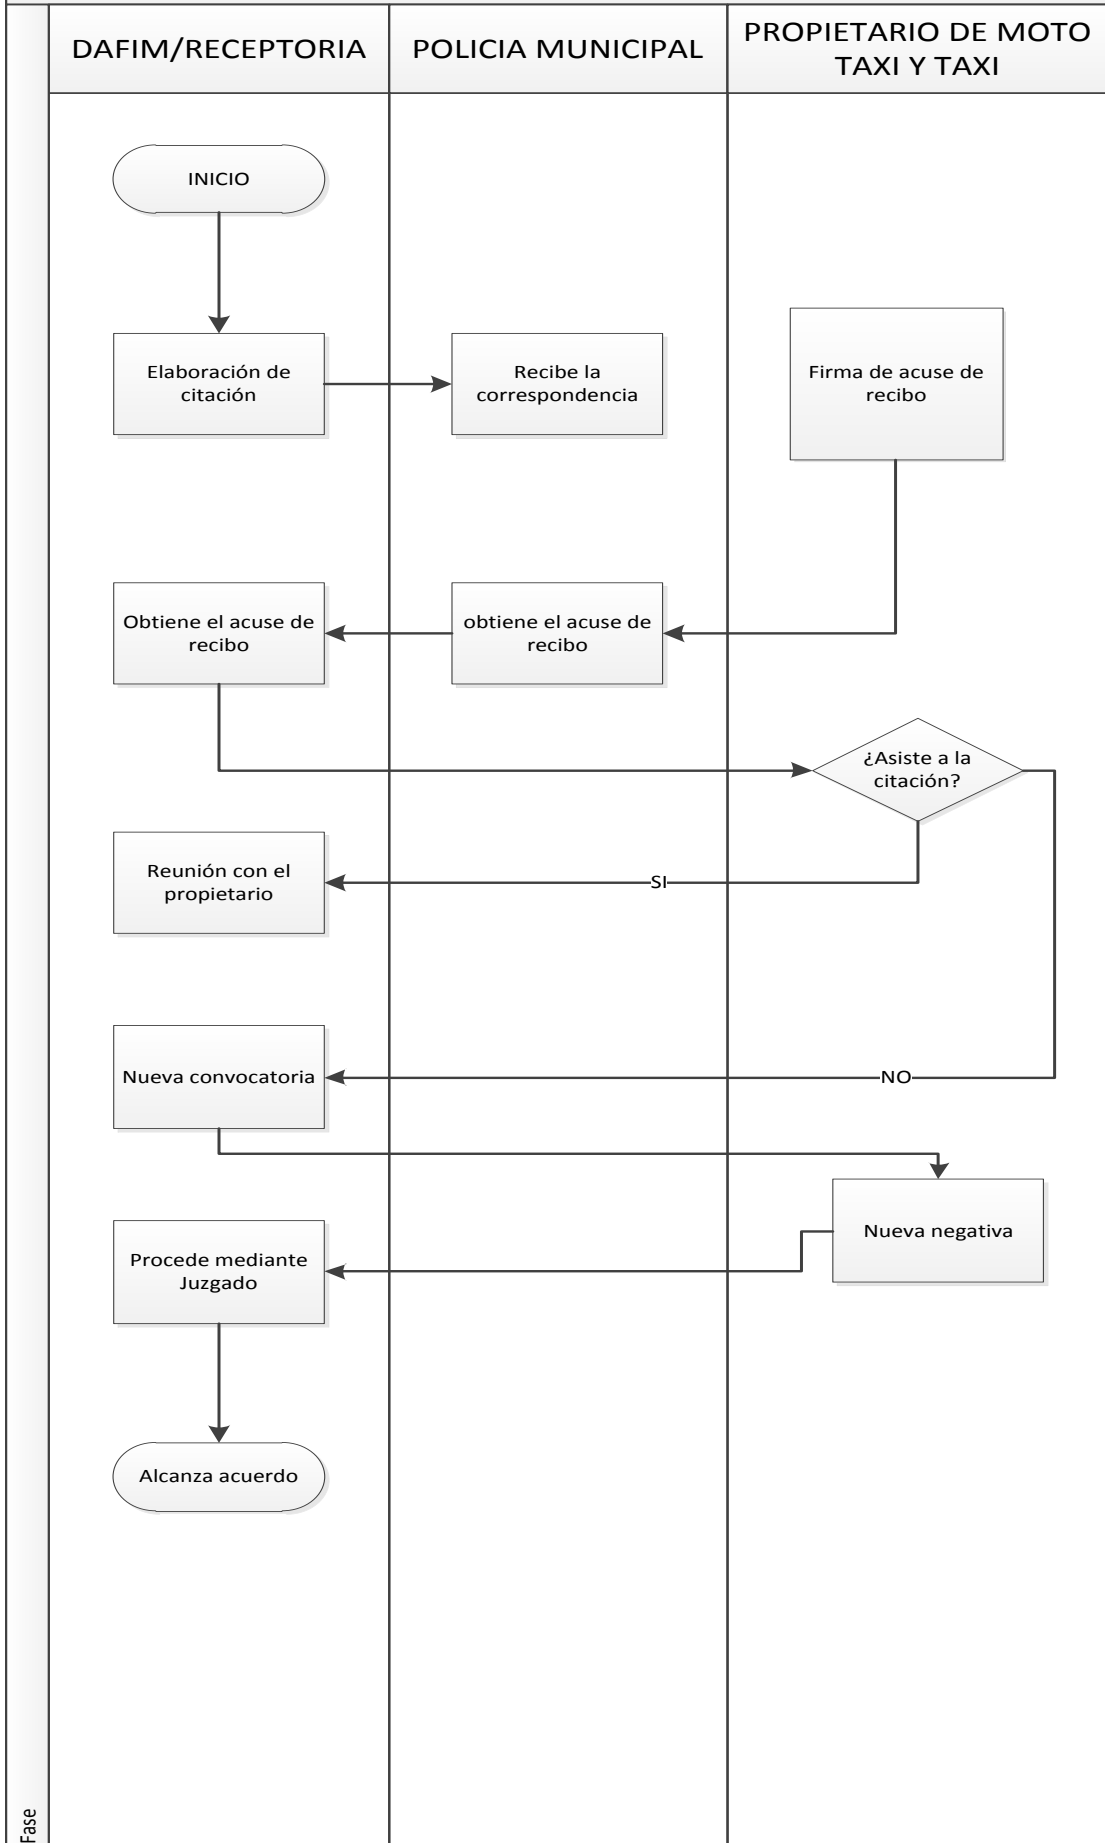 DAFIM/RECEPTORIA
POLICIA MUNICIPAL
PROPIETARIO DE MOTO
TAXI Y TAXI
INICIO
Elaboración de
citación
Recibe la
correspondencia
Firma de acuse de
recibo
Obtiene el acuse de
recibo
obtiene el acuse de
recibo
¿Asiste a la
citación?
Reunión con el
propietario
SI
Nueva convocatoria
NO
Nueva negativa
Procede mediante
Juzgado
Alcanza acuerdo
Fase